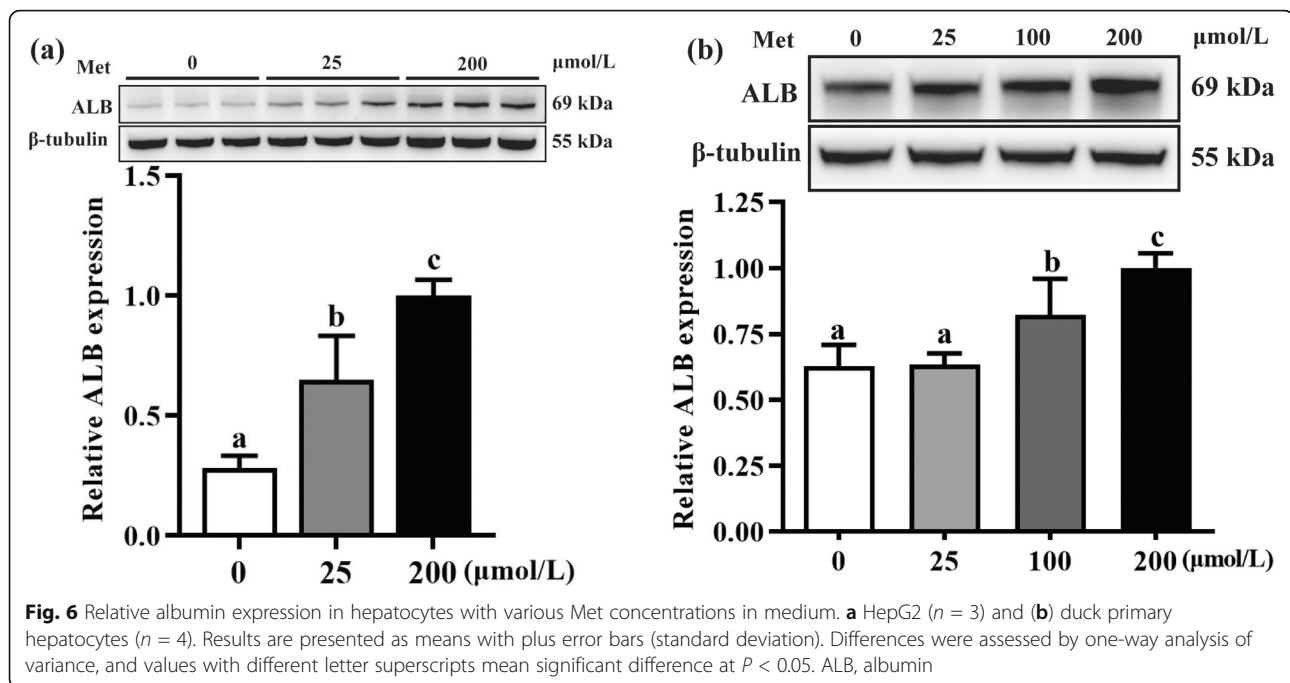 (a)
Met 0 25 200 μmol/L
ALB 69 kDa
β-tubulin 55 kDa
Relative ALB expression
1.5
1.0
0.5
0.0
a
b
c
0 25 200 (μmol/L)
(b)
Met 0 25 100 200 μmol/L
ALB 69 kDa
β-tubulin 55 kDa
Relative ALB expression
1.25
1.00
0.75
0.50
0.25
0.00
a
a
b
c
0 25 100 200 (μmol/L)
Fig. 6 Relative albumin expression in hepatocytes with various Met concentrations in medium. a HepG2 (n = 3) and (b) duck primary
hepatocytes (n = 4). Results are presented as means with plus error bars (standard deviation). Differences were assessed by one-way analysis of
variance, and values with different letter superscripts mean significant difference at P < 0.05. ALB, albumin